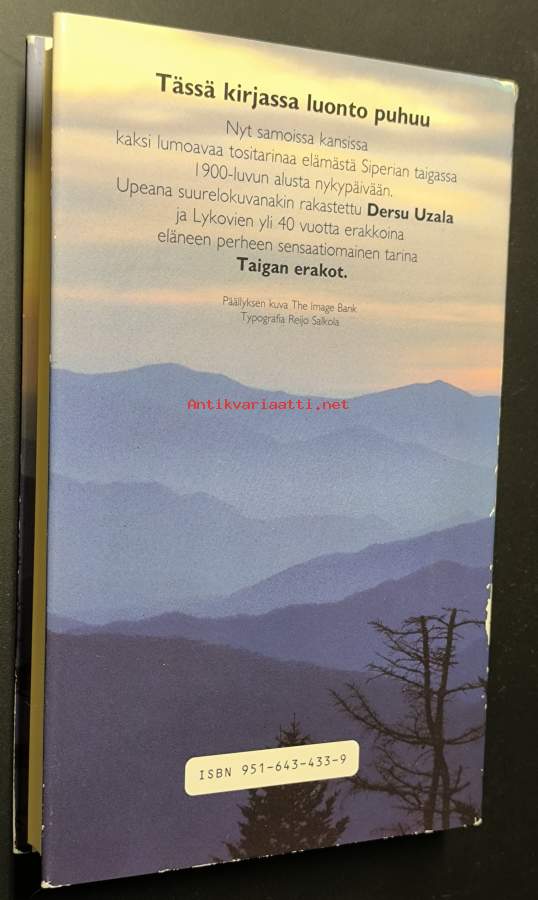 Tässä kirjassa luonto puhuu
Nyt samoissa kansissa
kaksi lumoavaa tositarinaa elämästä Siperian taigassa
1900-luvun alusta nykypäivään.
Upeana suurelokuvanakin rakastettu Dersu Uzala
ja Lykovien yli 40 vuotta erakkoina
eläneen perheen sensaatiomainen tarina
Taigan erakot.
Päällyksen kuva The Image Bank
Typografia Reijo Salkola
Antikvariaatti.net
ISBN 951-643-433-9